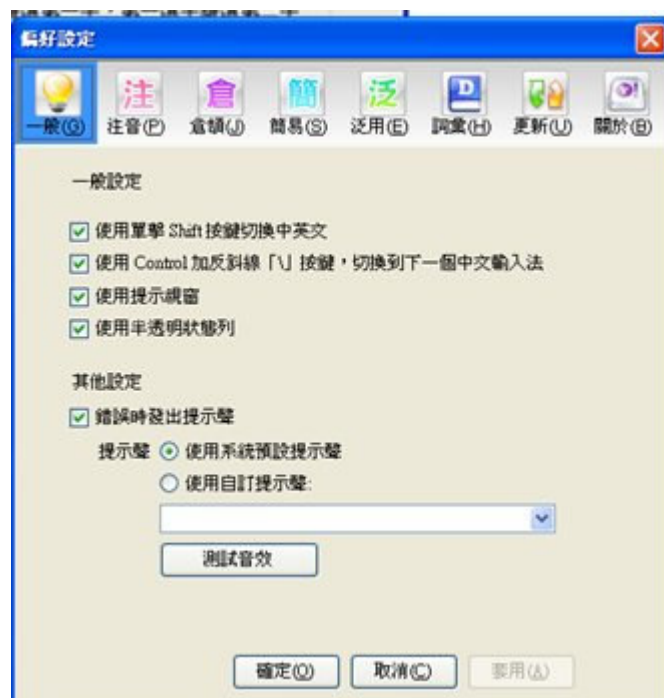 偏好設定
注 倉 簡 泛 D
一般(G) 注音(P) 倉頡(J) 簡易(S) 泛用(E) 詞彙(H) 更新(U) 關於(B)
一般設定
使用單擊 Shift 按鍵切換中英文
使用 Control 加反斜線「\」按鍵，切換到下一個中文輸入法
使用提示視窗
使用半透明狀態列
其他設定
錯誤時發出提示聲
提示聲 使用系統預設提示聲
使用自訂提示聲:
測試音效
確定(O) 取消(C) 套用(A)